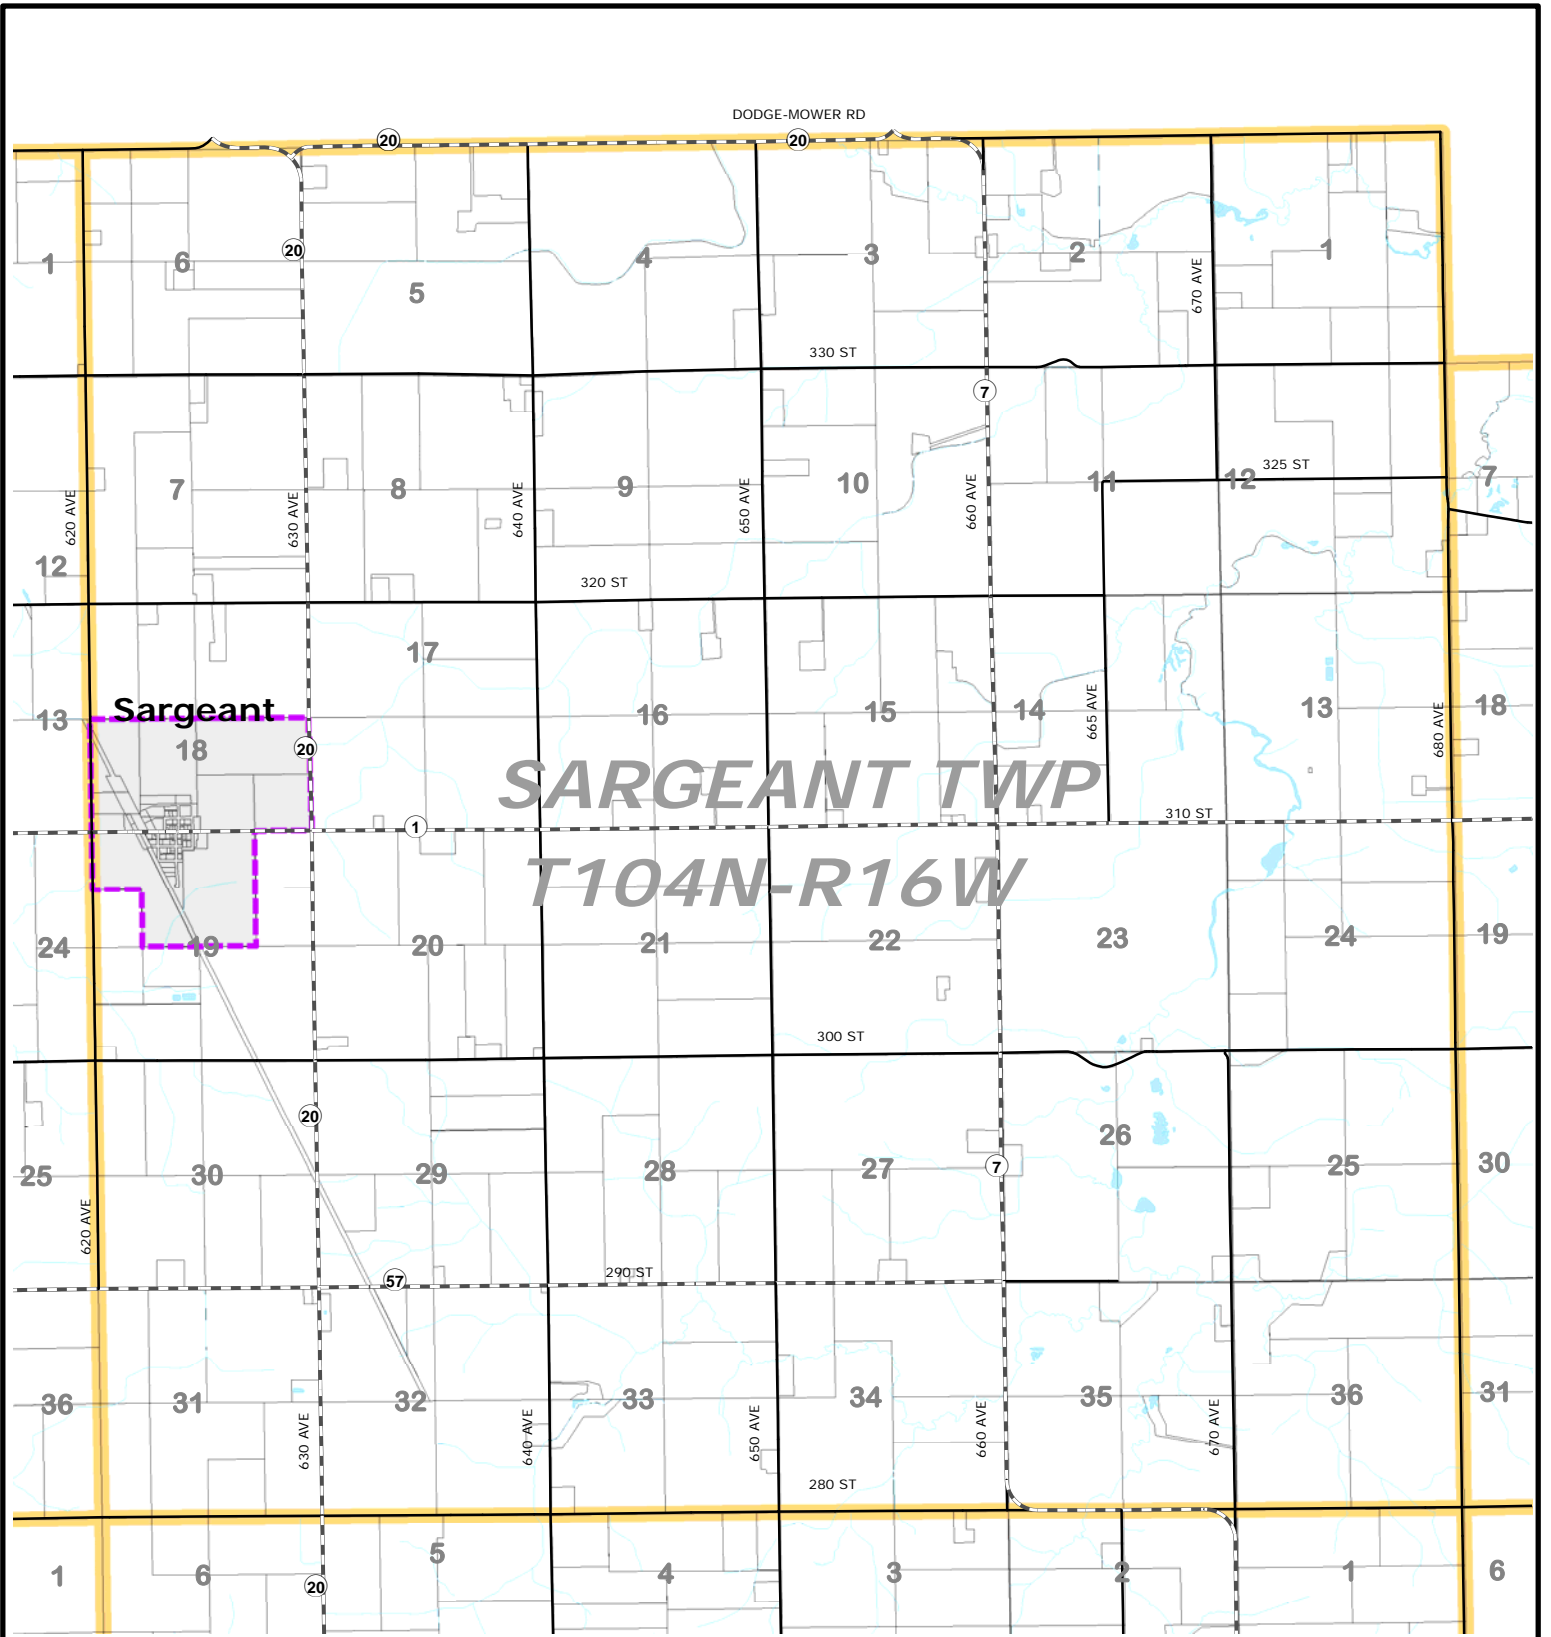 DODGE-MOWER RD
20
20
20
1
6
5
4
3
2
1
670 AVE
330 ST
7
325 ST
7
8
9
10
11
12
7
620 AVE
630 AVE
640 AVE
650 AVE
660 AVE
12
320 ST
17
13
Sargeant
18
20
16
15
14
665 AVE
13
680 AVE
18
SARGEANT TWP
1
310 ST
T104N-R16W
24
19
20
21
22
23
24
19
300 ST
20
26
25
30
29
28
27
7
25
30
620 AVE
57
290 ST
36
31
32
33
34
35
36
31
630 AVE
640 AVE
650 AVE
660 AVE
670 AVE
280 ST
1
6
5
4
3
2
1
6
20